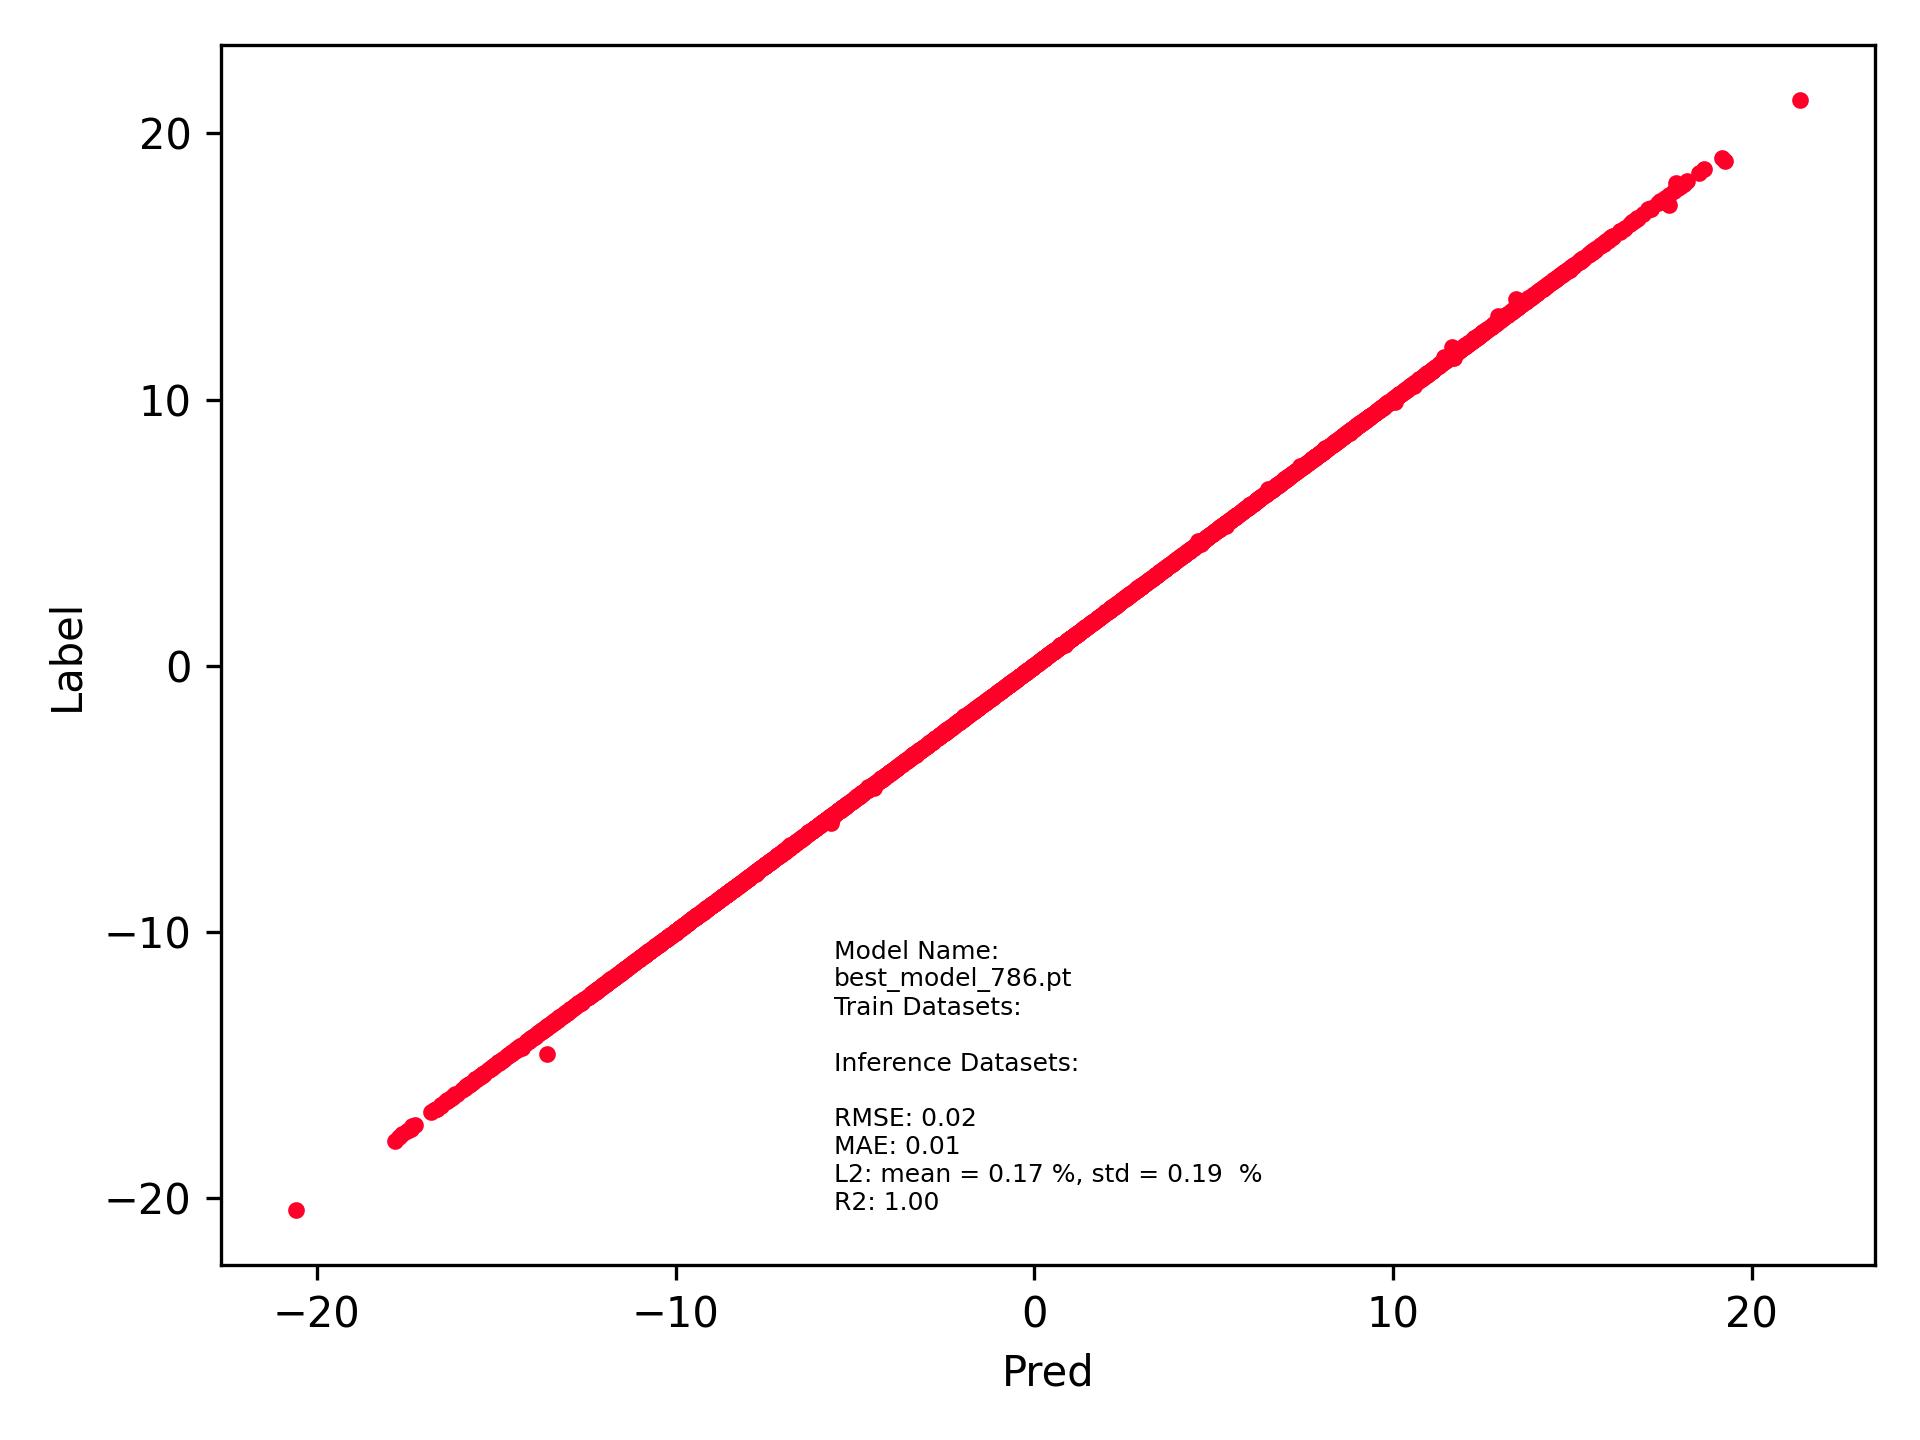 20
10
0
−10
−20
Label
Model Name:
best_model_786.pt
Train Datasets:
Inference Datasets:
RMSE: 0.02
MAE: 0.01
L2: mean = 0.17 %, std = 0.19  %
R2: 1.00
−20 −10 0 10 20
Pred